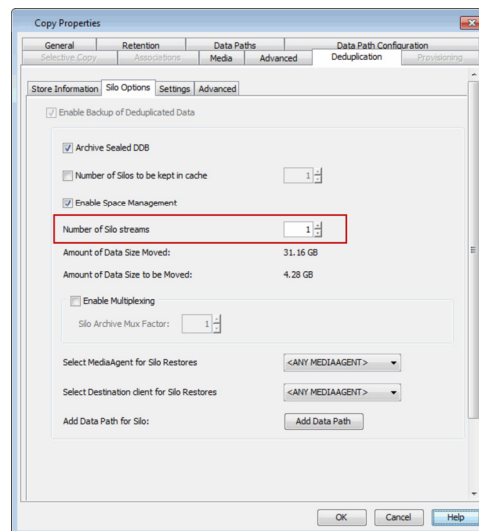 Copy Properties
General Retention Data Paths Data Path Configuration
Selective Copy Associations Media Advanced Deduplication Provisioning
Store Information Silo Options Settings Advanced
Enable Backup of Deduplicated Data
Archive Sealed DDB
Number of Silos to be kept in cache 1
Enable Space Management
Number of Silo streams 1
Amount of Data Size Moved: 31.16 GB
Amount of Data Size to be Moved: 4.28 GB
Enable Multiplexing
Silo Archive Mux Factor: 1
Select MediaAgent for Silo Restores <ANY MEDIAAGENT>
Select Destination client for Silo Restores <ANY MEDIAAGENT>
Add Data Path for Silo: Add Data Path
OK Cancel Help